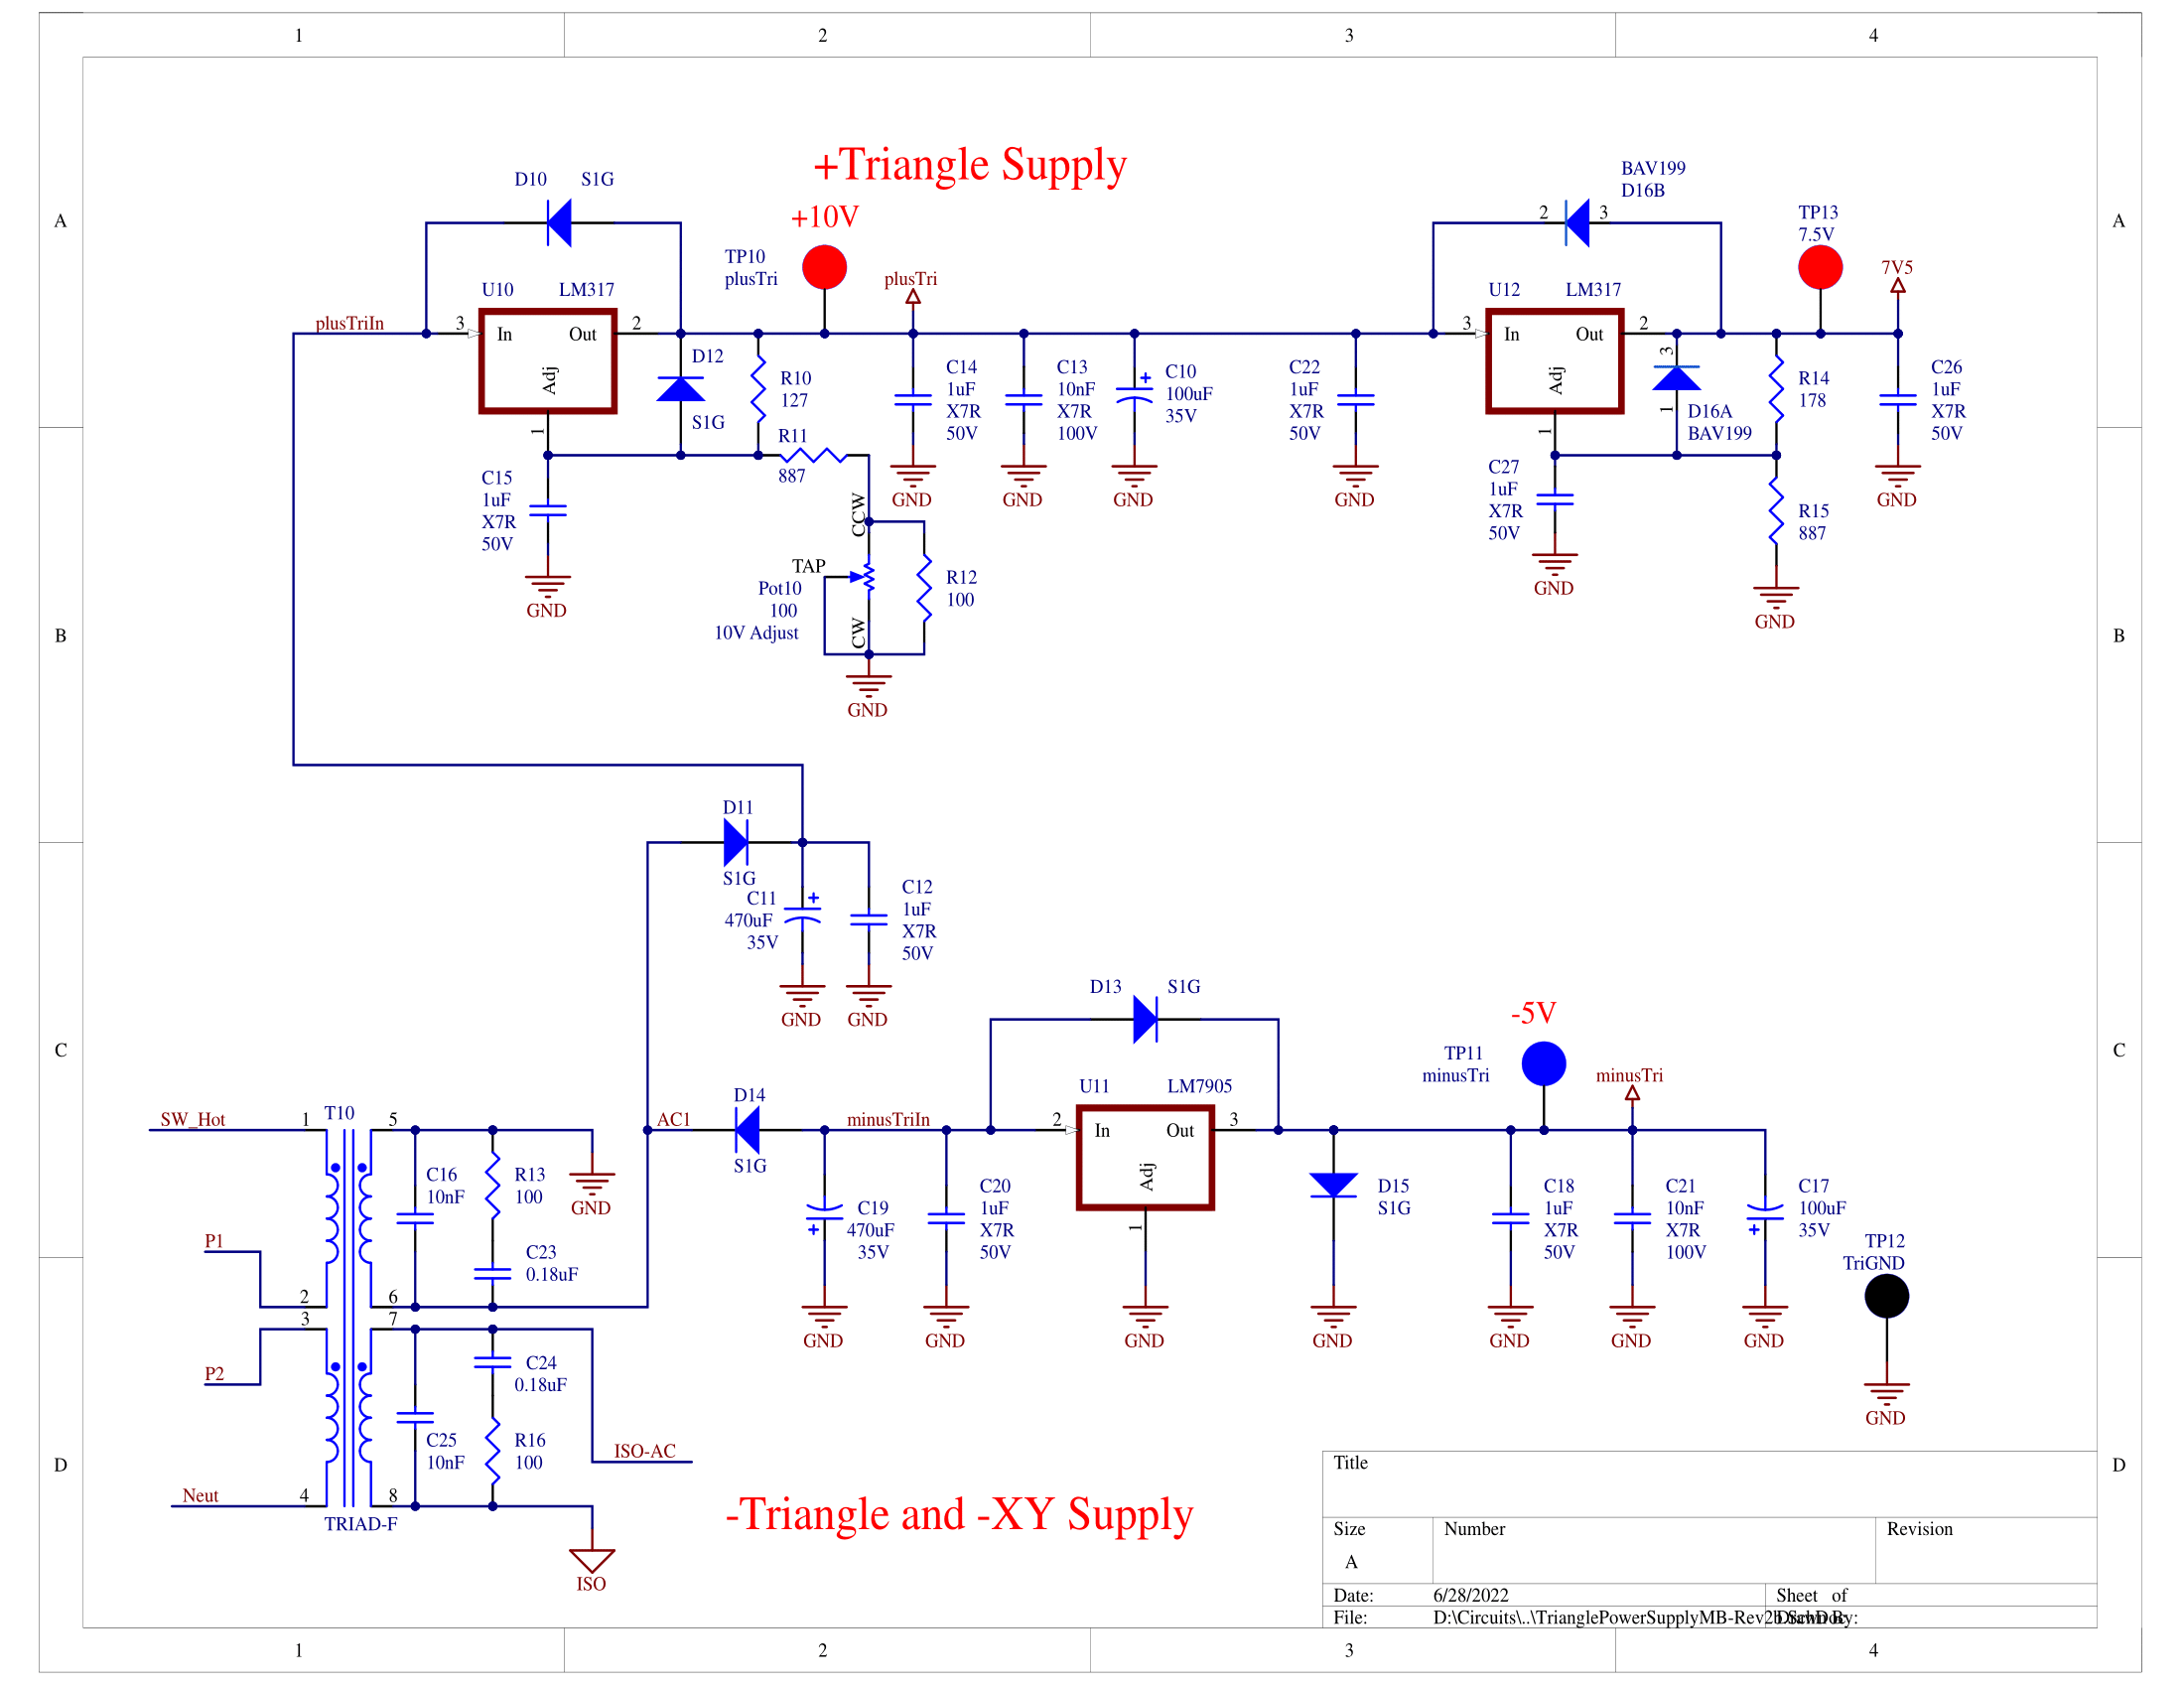 1 2 3 4
A A
B B
C C
D D
1 2 3 4
+Triangle Supply
+10V
D10 S1G
U10 LM317
plusTriIn
3 In Out 2
Adj
1
TP10
plusTri
plusTri
D12
S1G
R10
127
R11
887
C15
1uF
X7R
50V
GND
CCW
TAP
Pot10
100
10V Adjust
CW
R12
100
GND
C14
1uF
X7R
50V
GND
C13
10nF
X7R
100V
GND
C10
100uF
35V
GND
C22
1uF
X7R
50V
GND
BAV199
D16B
2 3
U12 LM317
3 In Out 2
Adj
1
3
1
D16A
BAV199
TP13
7.5V
7V5
R14
178
R15
887
GND
C27
1uF
X7R
50V
GND
C26
1uF
X7R
50V
GND
D11
S1G
C11
470uF
35V
GND
C12
1uF
X7R
50V
GND
D13 S1G
U11 LM7905
2 In Out 3
Adj
1
GND
-5V
TP11
minusTri
minusTri
AC1
D14
S1G
minusTriIn
C19
470uF
35V
GND
C20
1uF
X7R
50V
GND
D15
S1G
GND
C18
1uF
X7R
50V
GND
C21
10nF
X7R
100V
GND
C17
100uF
35V
GND
TP12
TriGND
GND
SW_Hot
T10
1 5
P1
2 6
3 7
P2
Neut
4 8
TRIAD-F
C16
10nF
R13
100
GND
C23
0.18uF
C24
0.18uF
C25
10nF
R16
100
ISO-AC
ISO
-Triangle and -XY Supply
Title
Size Number Revision
A
Date: 6/28/2022 Sheet of
File: D:\Circuits\..\TrianglePowerSupplyMB-Rev2b.SchDoc
Drawn By: